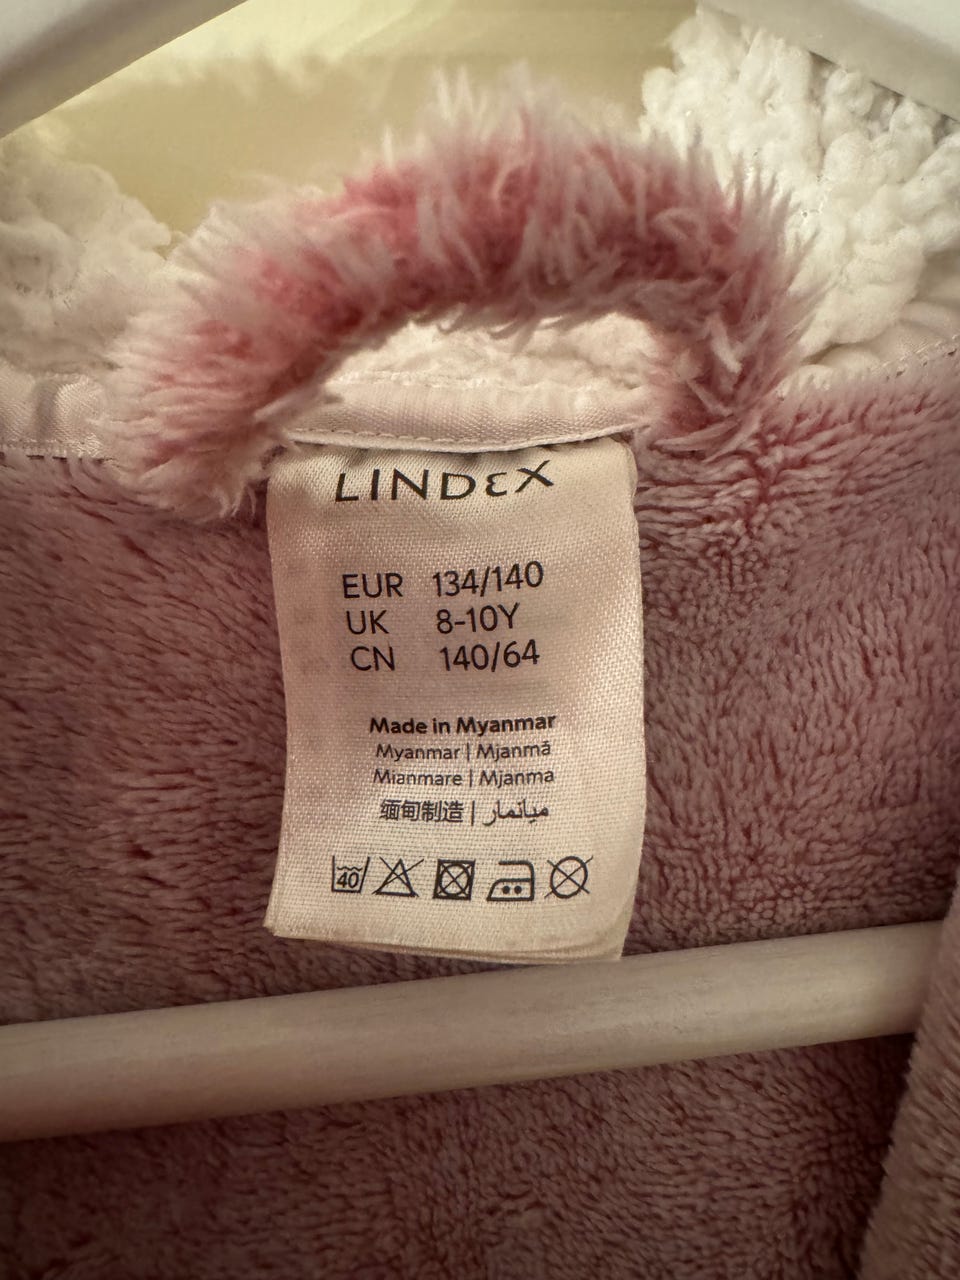 LINDEX
EUR 134/140
UK 8-10Y
CN 140/64
Made in Myanmar
Myanmar | Mjanmā
Mianmare | Mjanma
缅甸制造 | ميانمار
40